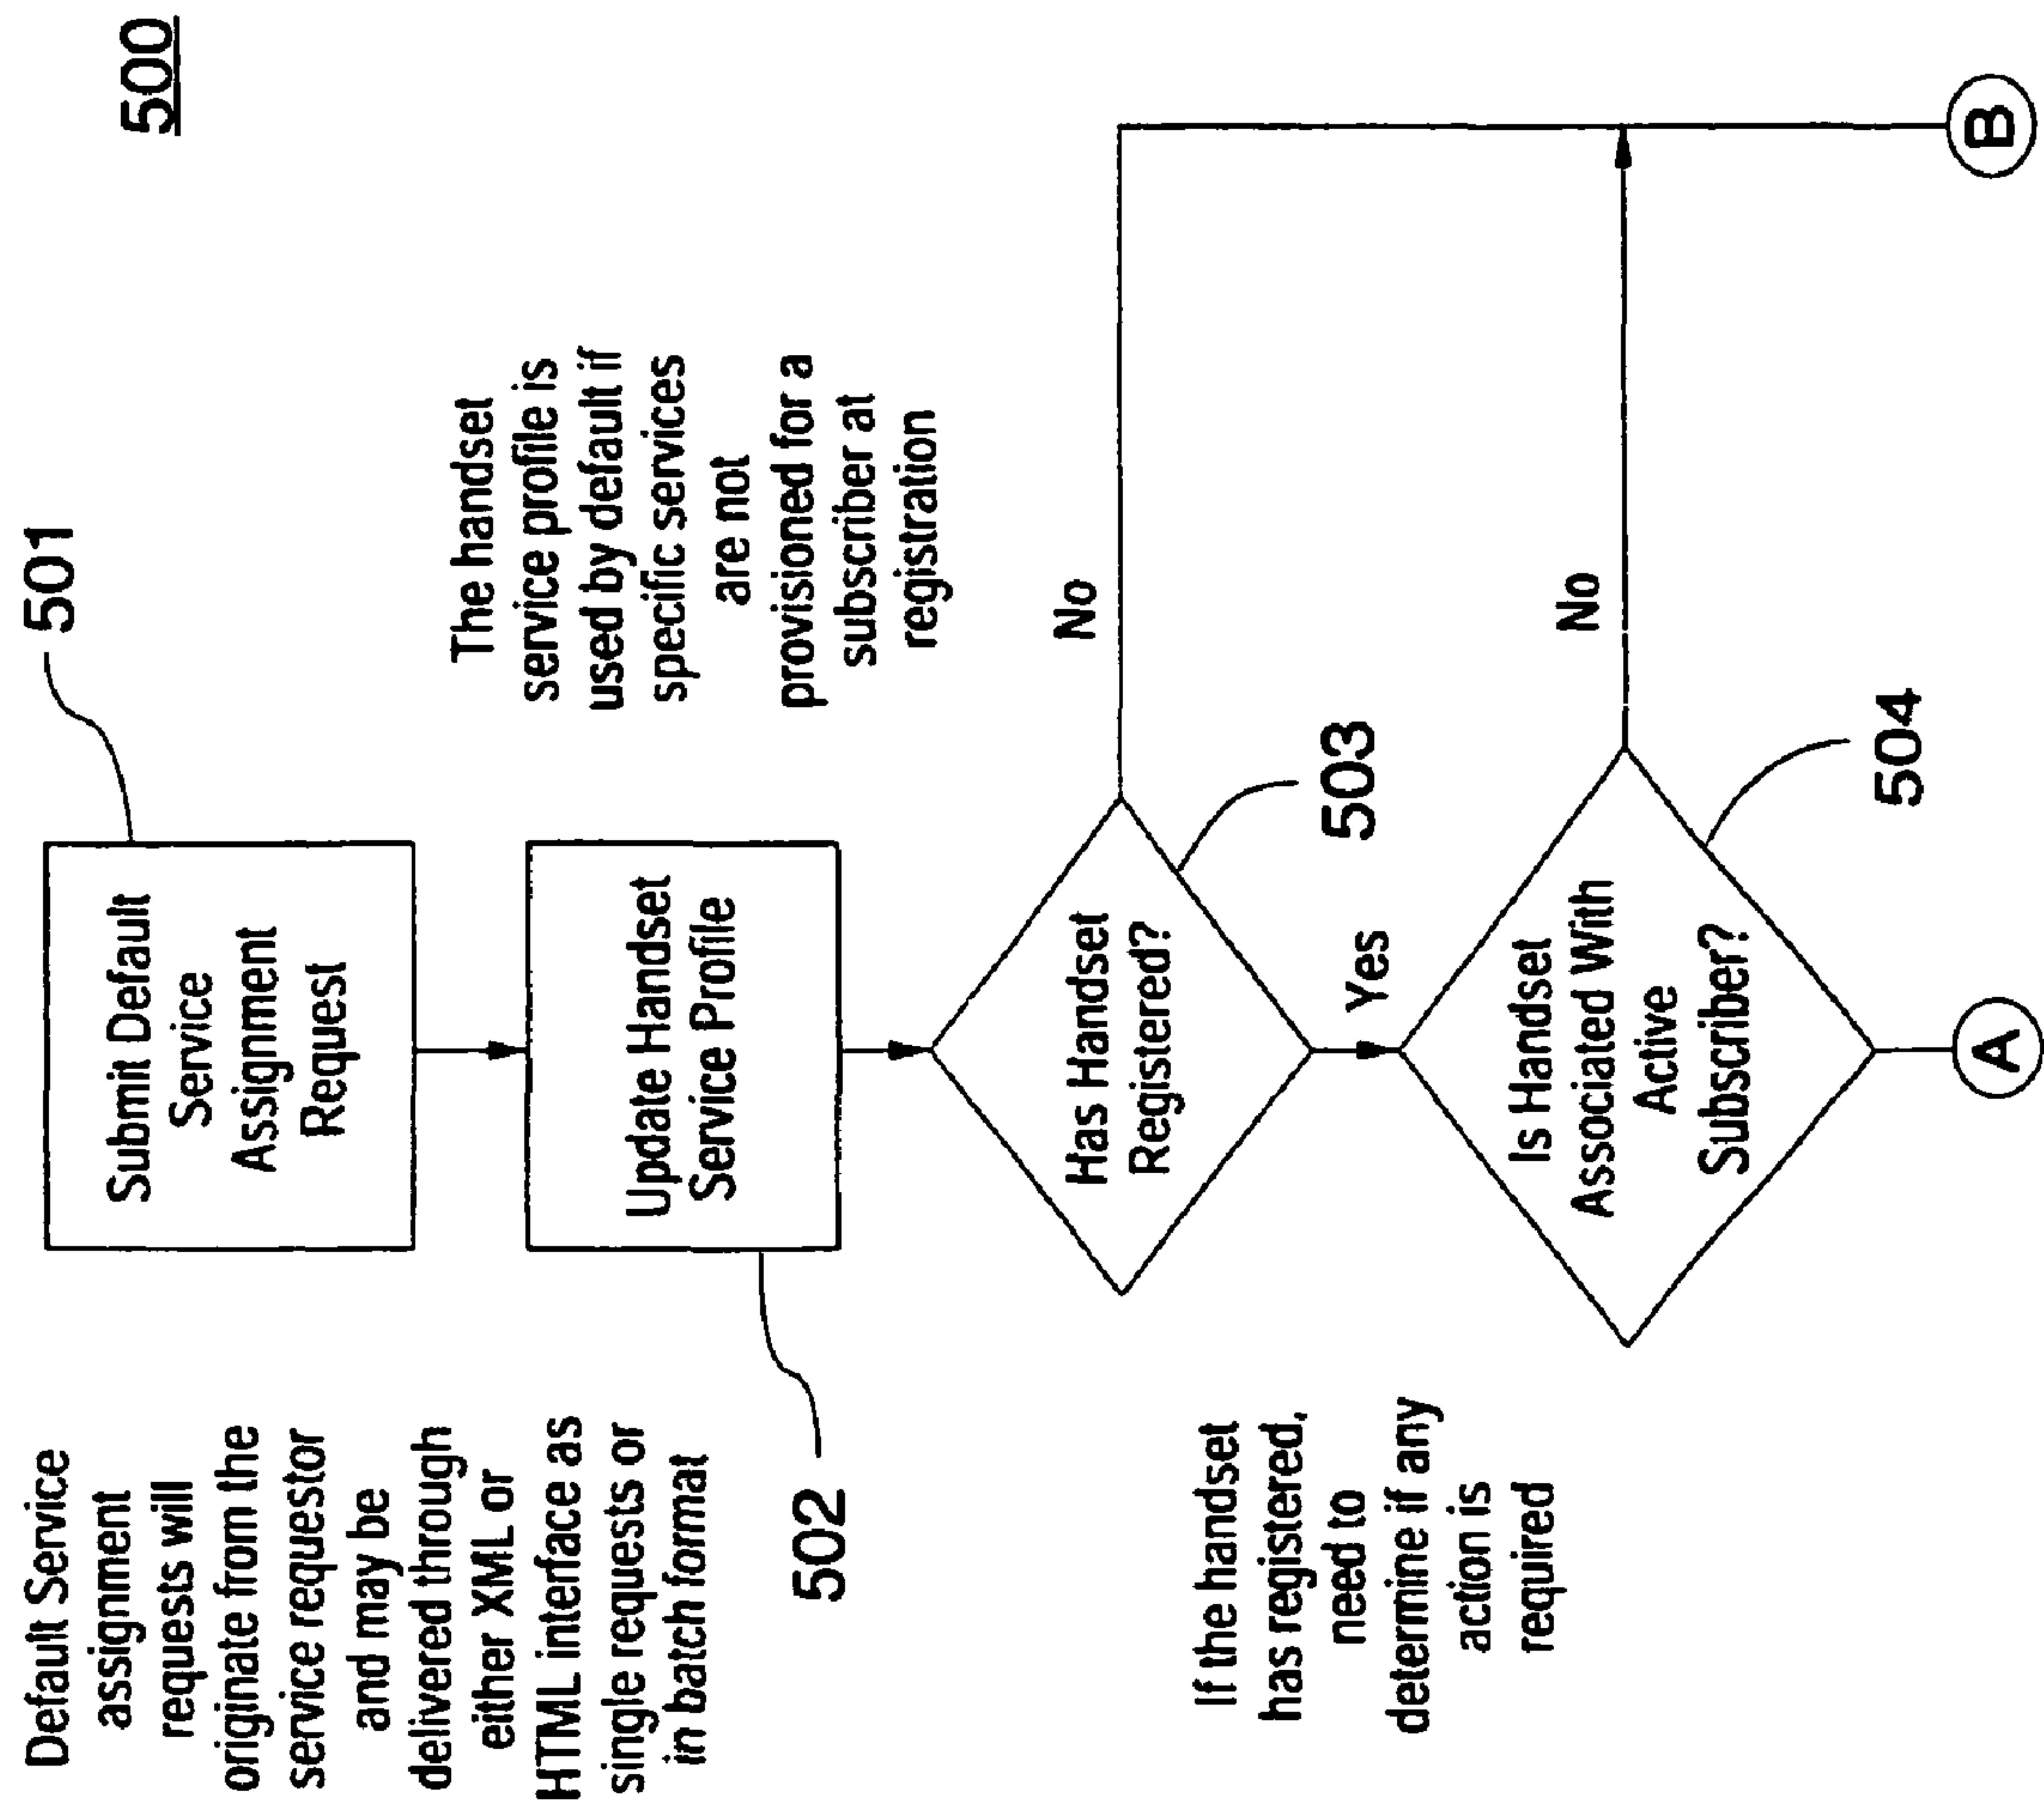 500
Default Service
assignment
requests will
originate from the
service requestor
and may be
delivered through
either XML or
HTML interface as
single requests or
in batch format
501
Submit Default
Service
Assignment
Request
502
Update Handset
Service Profile
The handset
service profile is
used by default if
specific services
are not
provisioned for a
subscriber at
registration
If the handset
has registered,
need to
determine if any
action is
required
Has Handset
Registered?
503
No
Yes
Is Handset
Associated With
Active
Subscriber?
504
No
A
B